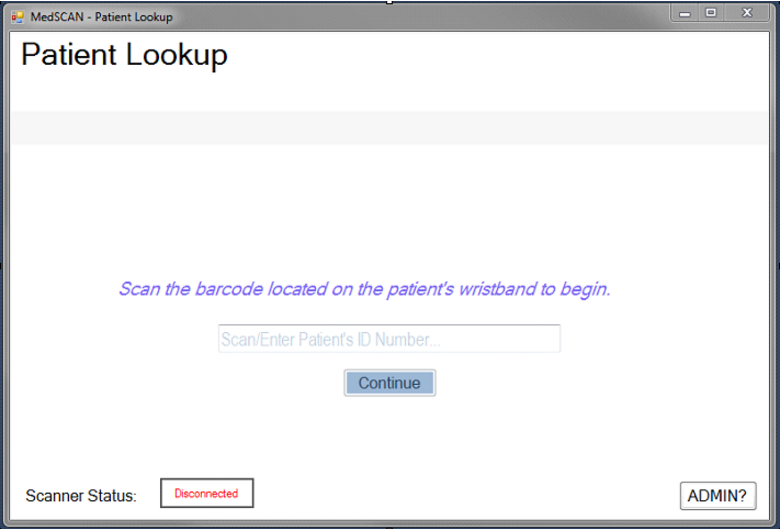 MedSCAN - Patient Lookup
Patient Lookup
Scan the barcode located on the patient's wristband to begin.
Scan/Enter Patient's ID Number...
Continue
Scanner Status: Disconnected ADMIN?